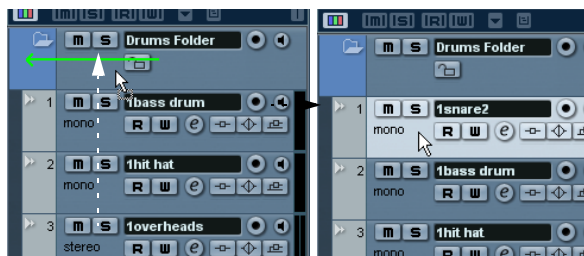 M S R W
M S Drums Folder
1 M S 1bass drum
mono R W e
2 M S 1hit hat
mono R W e
3 M S 1overheads
stereo R W e
M S R W
M S Drums Folder
1 M S 1snare2
mono R W e
2 M S 1bass drum
mono R W e
3 M S 1hit hat
mono R W e